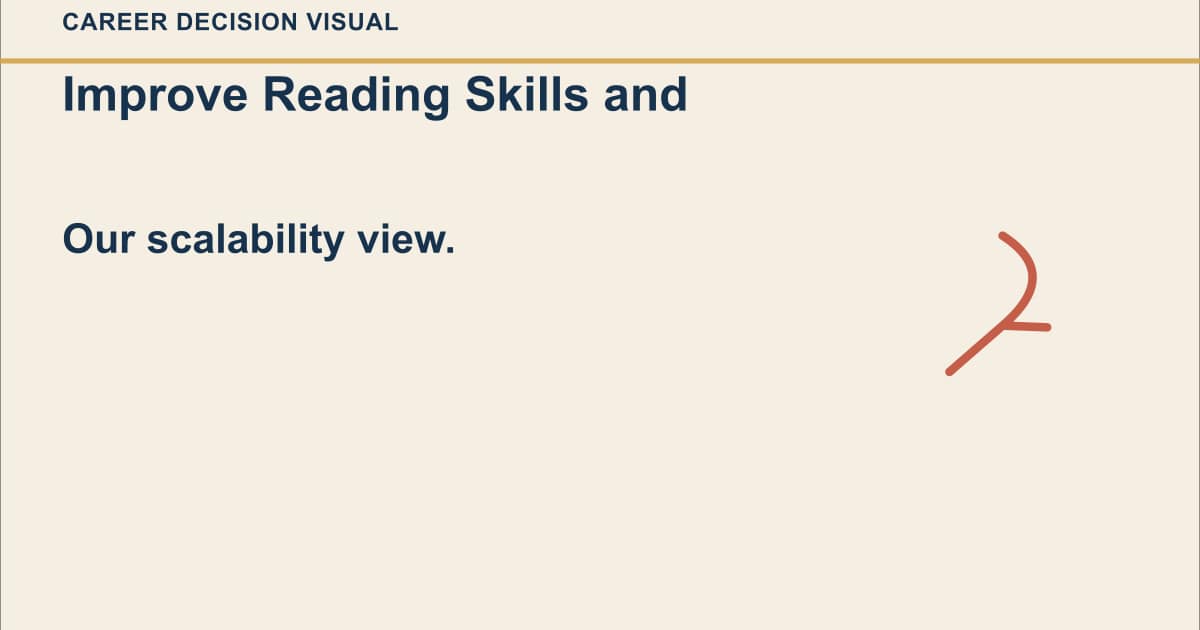 CAREER DECISION VISUAL
Improve Reading Skills and
Our scalability view.